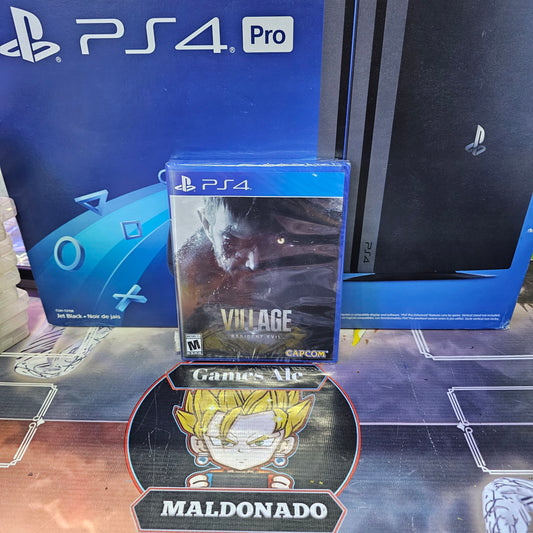 PS4 Pro
PS4
Jet Black • Noir de jais
PS4
VILLAGE
RESIDENT EVIL
M
CAPCOM
Games Ale
MALDONADO